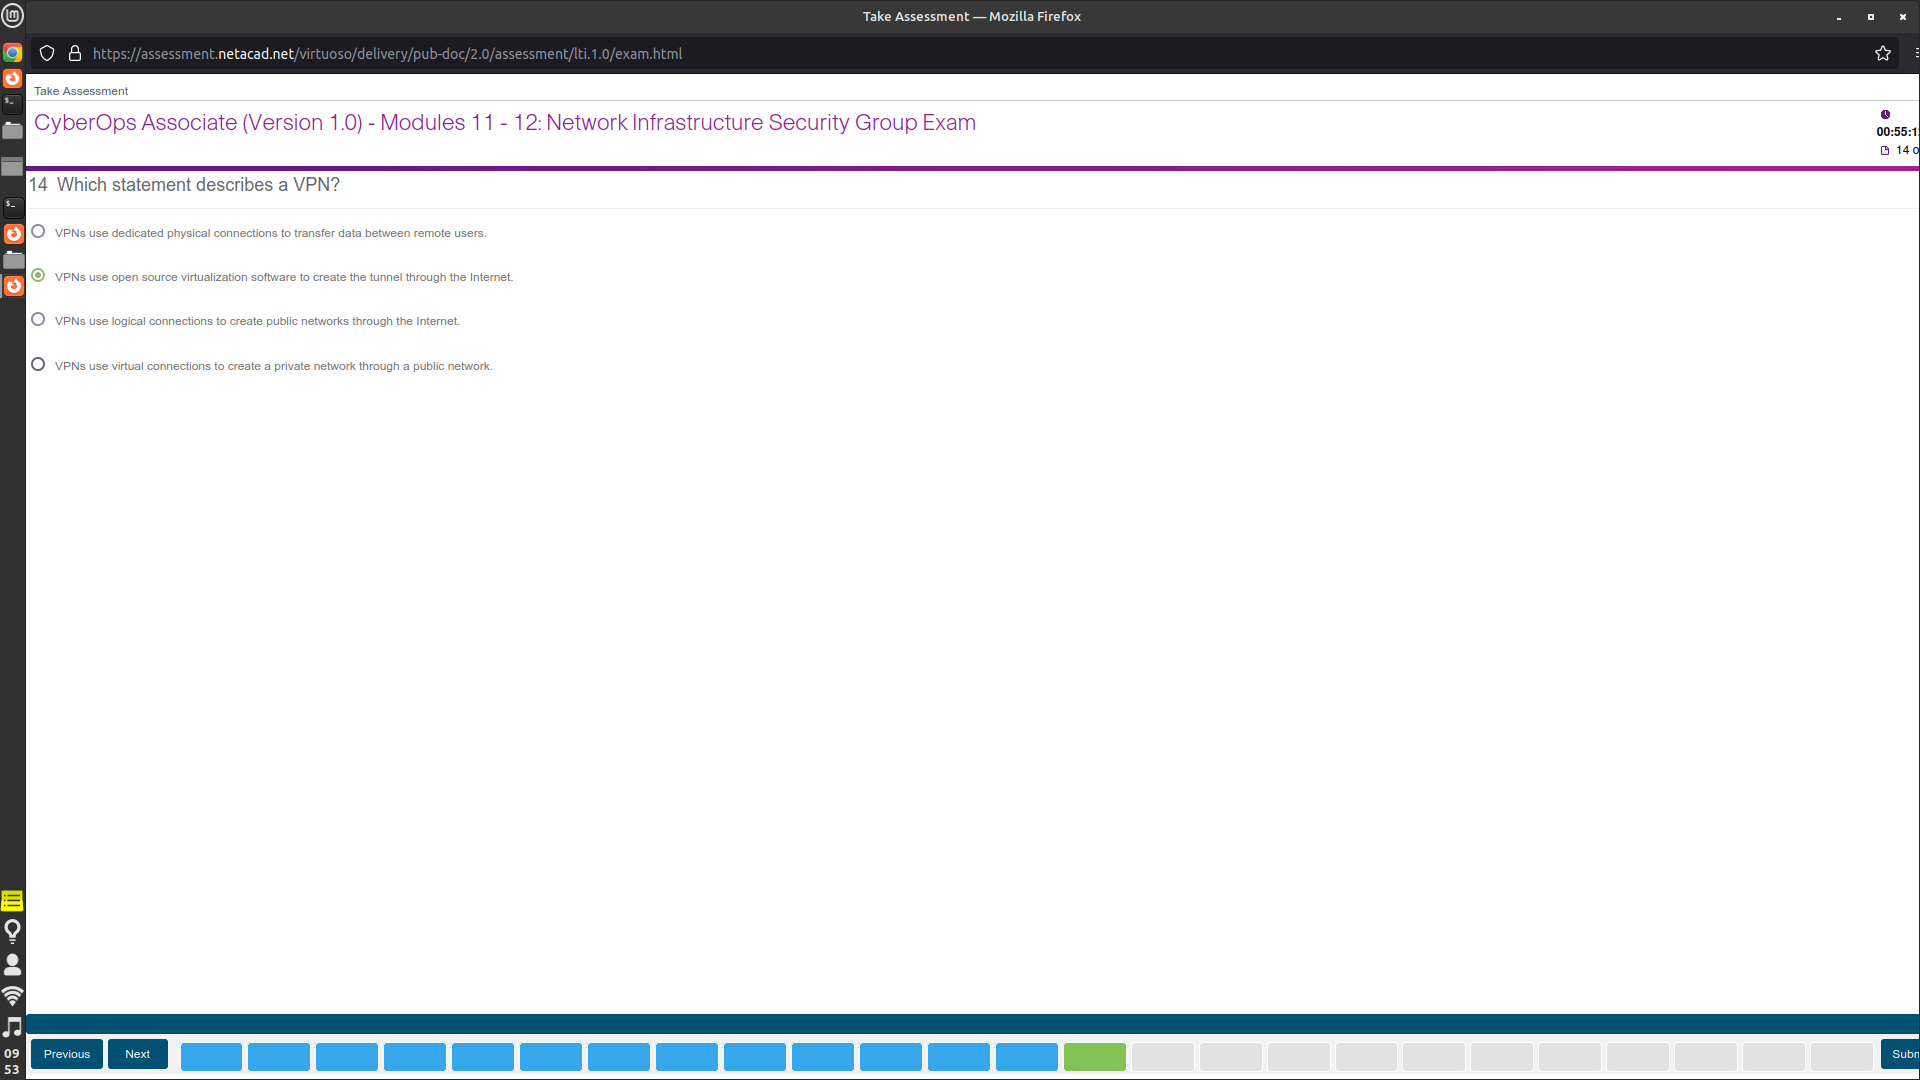 Take Assessment — Mozilla Firefox
https://assessment.netacad.net/virtuoso/delivery/pub-doc/2.0/assessment/lti.1.0/exam.html
Take Assessment
CyberOps Associate (Version 1.0) - Modules 11 - 12: Network Infrastructure Security Group Exam
00:55:1
14 o
14 Which statement describes a VPN?
VPNs use dedicated physical connections to transfer data between remote users.
VPNs use open source virtualization software to create the tunnel through the Internet.
VPNs use logical connections to create public networks through the Internet.
VPNs use virtual connections to create a private network through a public network.
Previous
Next
Subm
09
53